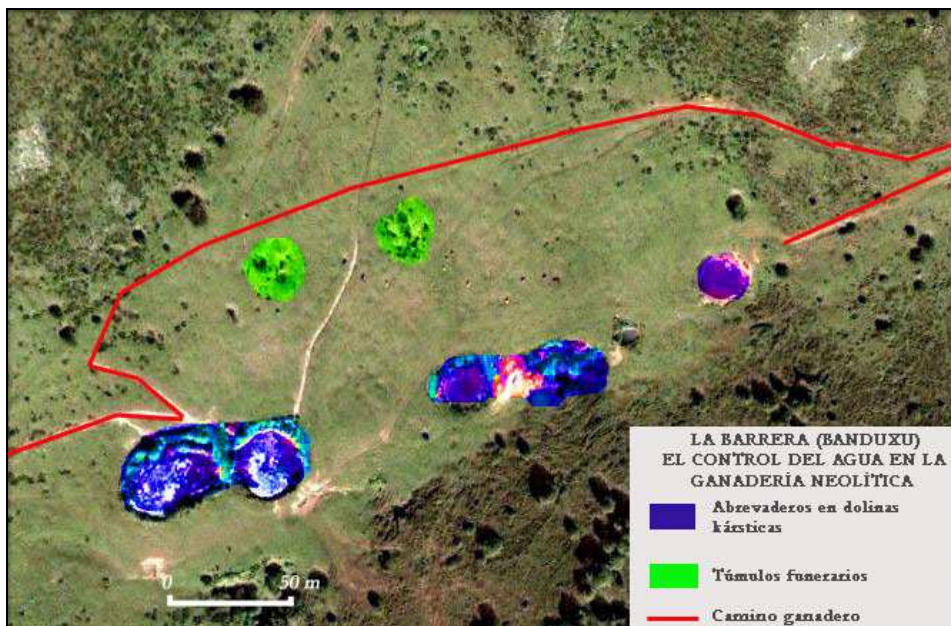 LA BARRERA (BANDUXU)
EL CONTROL DEL AGUA EN LA
GANADERÍA NEOLÍTICA
Abrevaderos en dolinas
kársticas
Túmulos funerarios
Camino ganadero
0 50 m